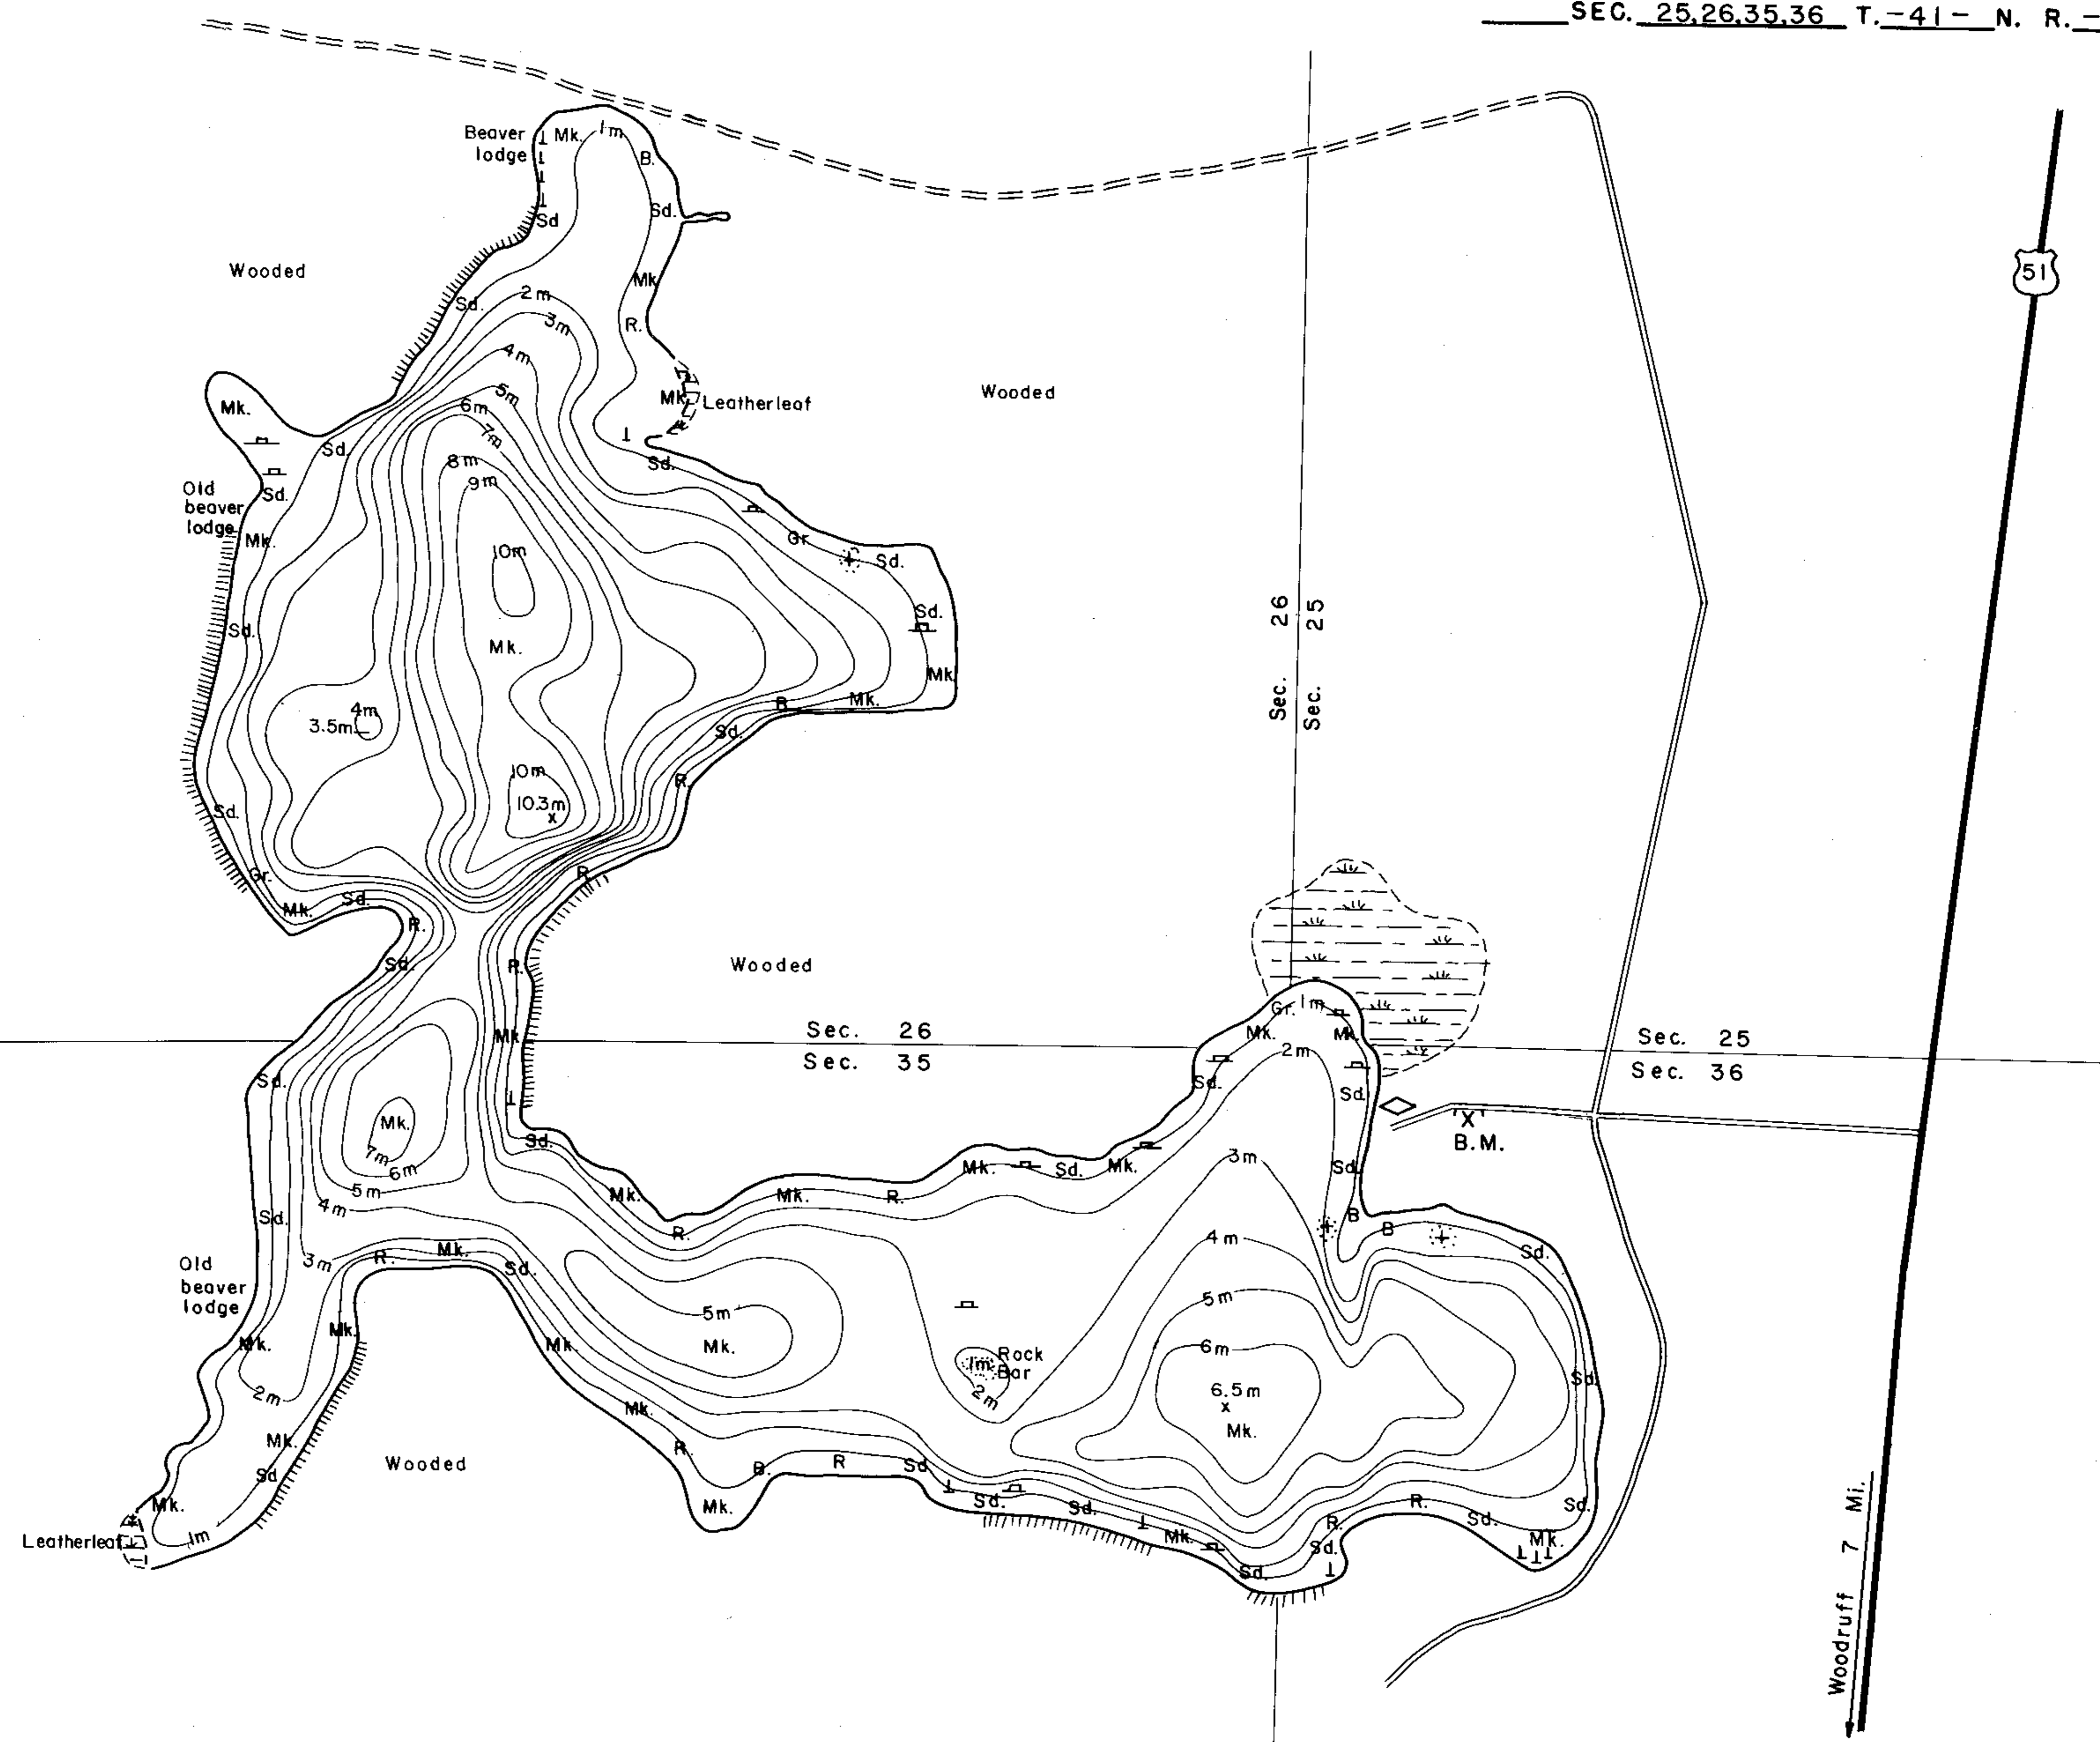 SEC. 25,26,35,36 T. -41- N. R. -
Beaver
lodge
Mk.
1m
B.
Sd
Sd.
Wooded
51
Mk
Sd.
2m
3m
R.
4m
Wooded
5m
Mk.
Leatherleaf
Mk.
6m
7m
Sd.
8m
Sd.
9m
Old
beaver
lodge
Sd.
Mk.
Gr.
10m
Sd.
Sd.
Sec. 26
Sec. 25
Sd.
Mk.
Mk
4m
3.5m
R.
Mk.
Sd.
10m
R.
10.3m
x
Sd.
Gr.
R.
Mk.
Sd.
R.
Sd.
R.
Wooded
Gr.
1m
Mk
Sec. 26
Mk.
Mk.
Sec. 25
2m
Sec. 35
Sec. 36
Sd.
Sd.
Sd.
Mk.
X
B.M.
Sd.
7m
6m
3m
Mk.
Sd.
Mk.
Sd.
5m
Mk.
Mk.
R.
4m
Sd.
R.
B
B
4m
Sd.
Mk.
3m
R.
Sd.
Old
beaver
lodge
5m
5m
Mk.
Mk.
Mk.
Mk.
6m
Rock
Bar
1m
2m
Sd.
2m
6.5m
x
Mk.
Mk.
Mk.
R.
Wooded
Sd.
B.
R
Sd
Mk.
Mk.
Sd.
Sd.
R.
Sd.
Sd.
Leatherleaf
1m
Mk.
R.
Sd.
Mk.
Sd.
Woodruff 7 Mi.